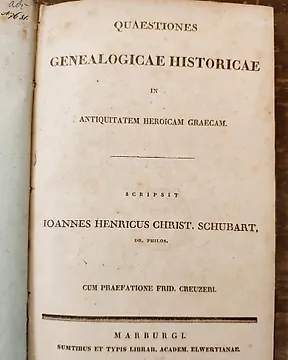 QUAESTIONES
GENEALOGICAE HISTORICAE
IN
ANTIQUITATEM HEROICAM GRAECAM.
SCRIPSIT
IOANNES HENRICUS CHRIST. SCHUBART,
DR. PHILOS.
CUM PRAEFATIONE FRID. CREUZERI.
MARBURGI.
SUMTIBUS ET TYPIS LIBRAR. ACADEM. ELWERTIANAE.